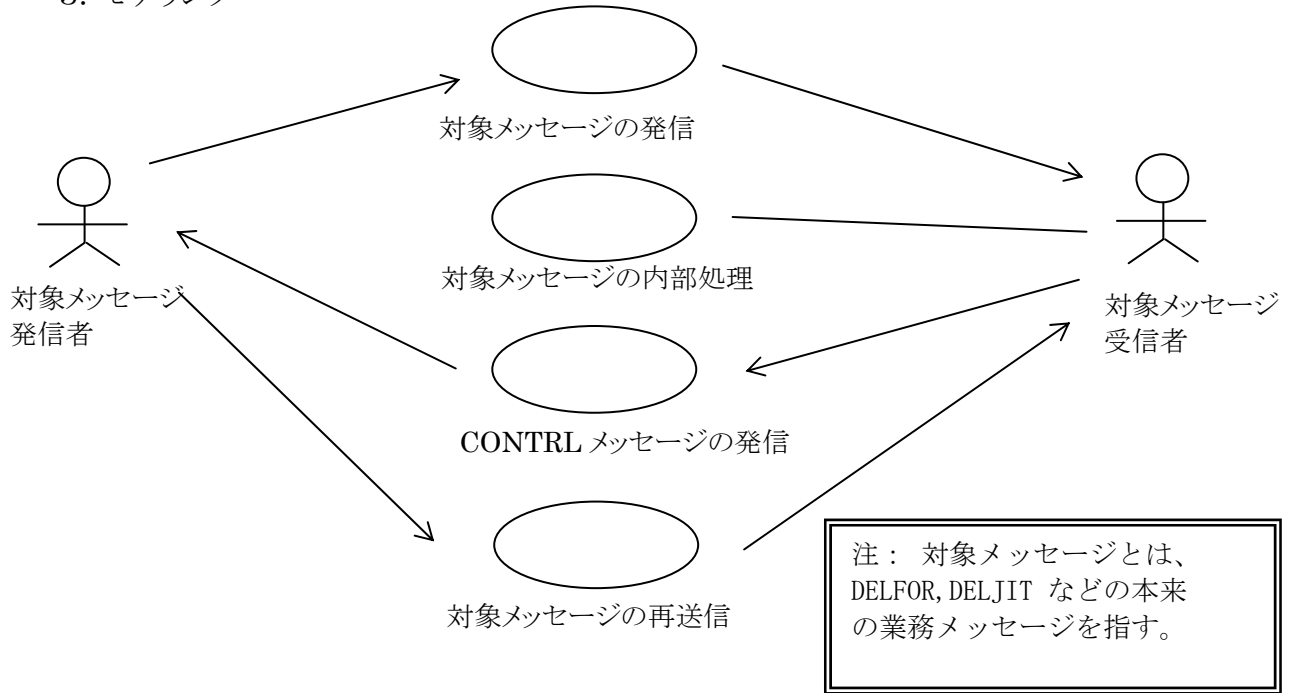 対象メッセージの発信
対象メッセージの内部処理
対象メッセージ
発信者
対象メッセージ
受信者
CONTRL メッセージの発信
対象メッセージの再送信
注： 対象メッセージとは、
DELFOR,DELJIT などの本来
の業務メッセージを指す。